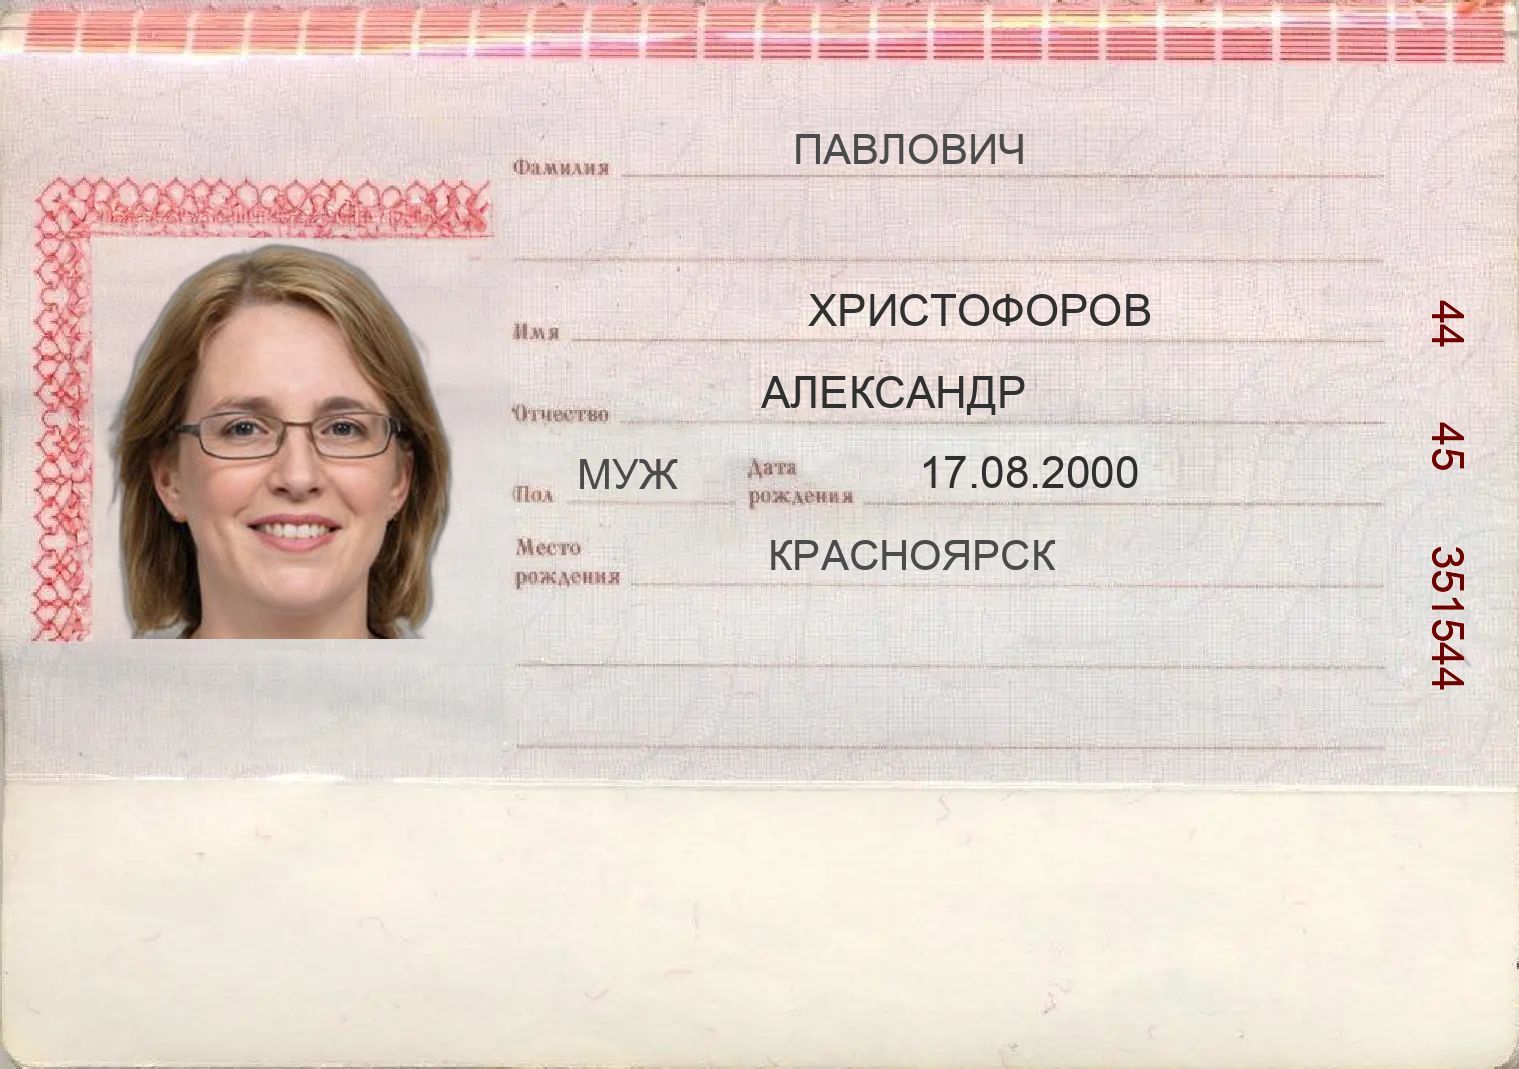 Фамилия ПАВЛОВИЧ
Имя ХРИСТОФОРОВ
Отчество АЛЕКСАНДР
Пол МУЖ Дата рождения 17.08.2000
Место рождения КРАСНОЯРСК
44 45 351544